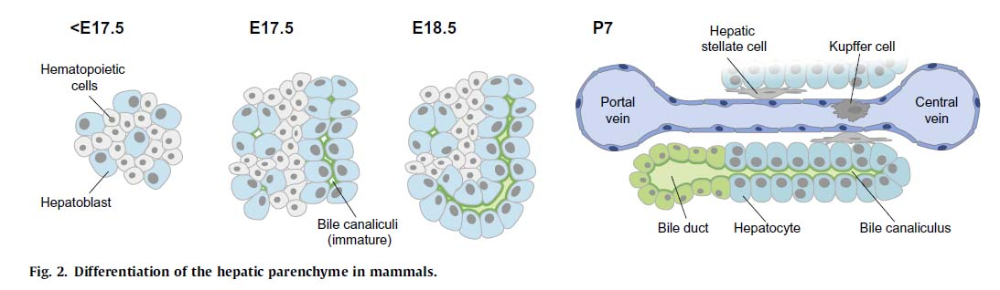 <E17.5
E17.5
E18.5
P7
Hematopoietic
cells
Hepatoblast
Bile canaliculi
(immature)
Hepatic
stellate cell
Kupffer cell
Portal
vein
Central
vein
Bile duct
Hepatocyte
Bile canaliculus
Fig. 2. Differentiation of the hepatic parenchyme in mammals.